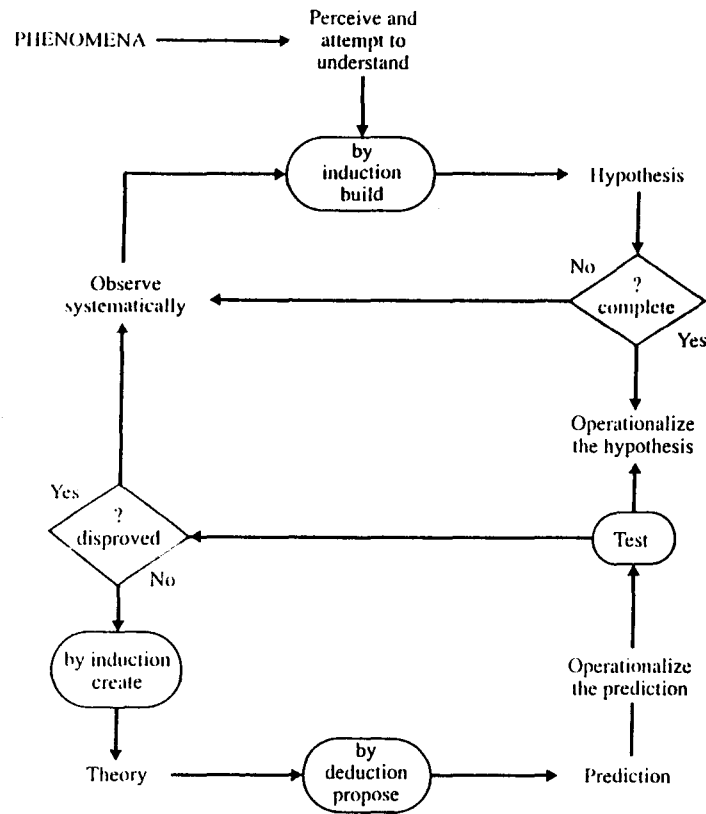 PHENOMENA
Perceive and
attempt to
understand
by
induction
build
Hypothesis
No
?
complete
Yes
Observe
systematically
Operationalize
the hypothesis
Yes
?
disproved
No
Test
by induction
create
Operationalize
the prediction
Theory
by
deduction
propose
Prediction